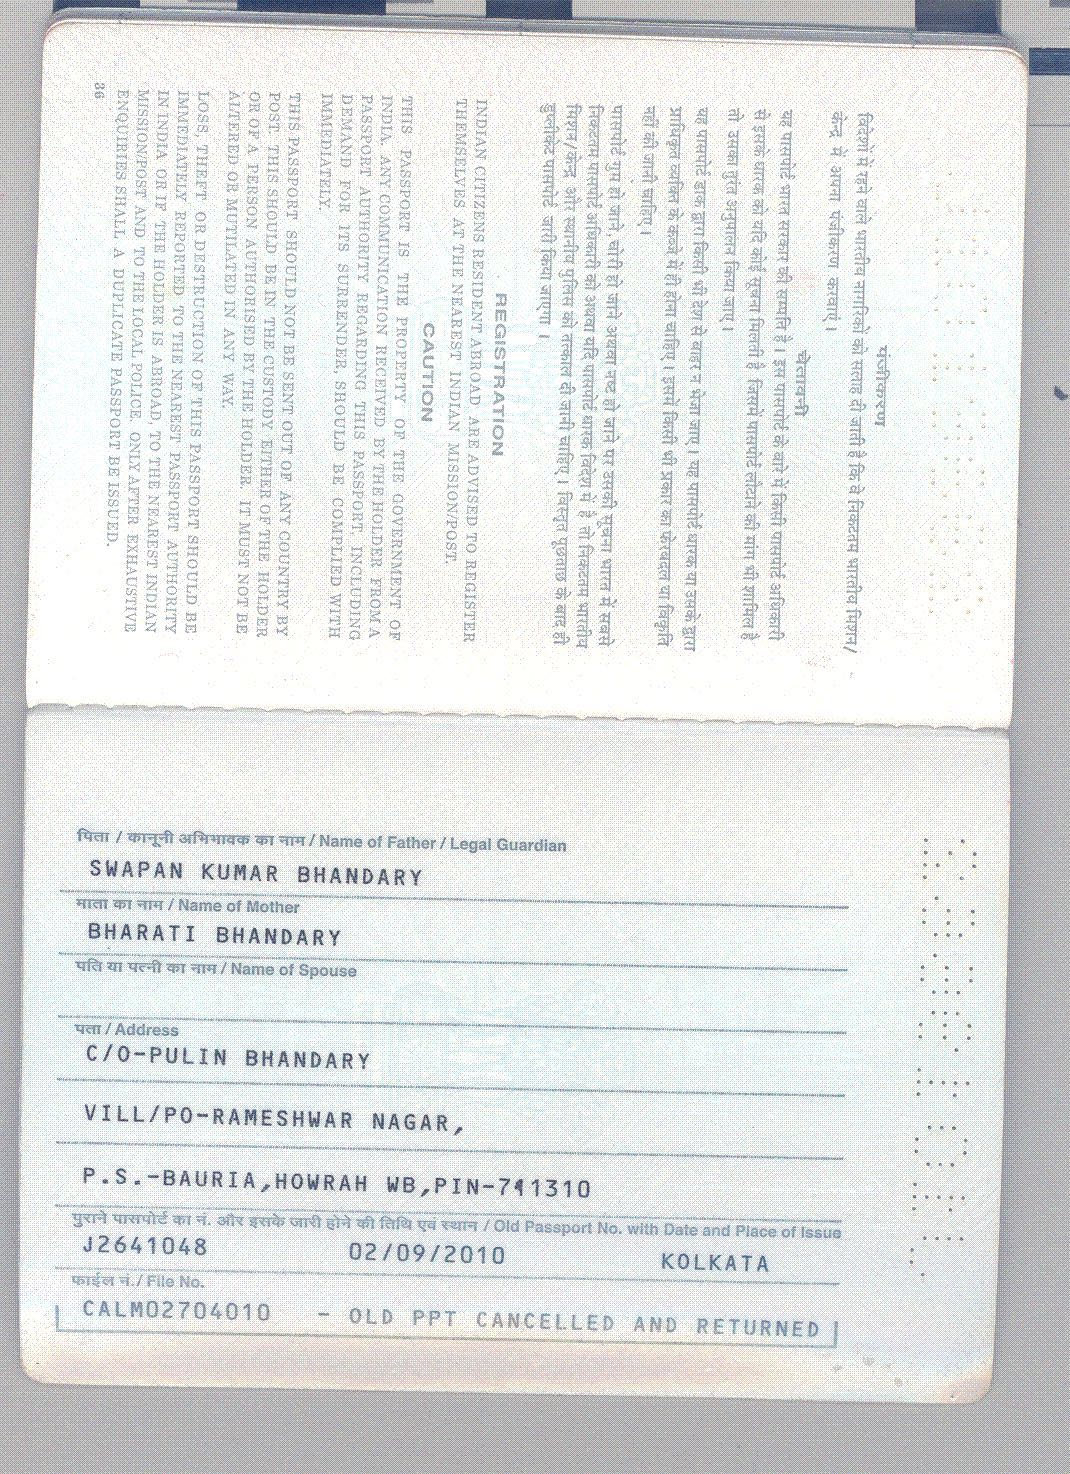 पंजीकरण
विदेशों में रहने वाले भारतीय नागरिकों को सलाह दी जाती है कि वे निकटतम भारतीय मिशन/
केन्द्र में अपना पंजीकरण करवाएं।
चेतावनी
यह पासपोर्ट भारत सरकार की सम्पत्ति है। इस पासपोर्ट के बारे में किसी पासपोर्ट अधिकारी
से इसके धारक को यदि कोई सूचना मिलती है जिसमें पासपोर्ट लौटाने की मांग भी शामिल है
तो उसका तुरंत अनुपालन किया जाए।
यह पासपोर्ट डाक द्वारा किसी भी देश से बाहर न भेजा जाए। यह पासपोर्ट धारक या उसके द्वारा
प्राधिकृत व्यक्ति के कब्जे में ही होना चाहिए। इसमें किसी भी प्रकार का फेरबदल या विकृति
नहीं की जानी चाहिए।
पासपोर्ट गुम हो जाने, चोरी हो जाने अथवा नष्ट हो जाने पर उसकी सूचना भारत में सबसे
निकटतम पासपोर्ट अधिकारी को अथवा यदि पासपोर्ट धारक विदेश में है तो निकटतम भारतीय
मिशन/केन्द्र और स्थानीय पुलिस को तत्काल दी जानी चाहिए। विस्तृत पूछताछ के बाद ही
डुप्लीकेट पासपोर्ट जारी किया जाएगा।
REGISTRATION
INDIAN CITIZENS RESIDENT ABROAD ARE ADVISED TO REGISTER
THEMSELVES AT THE NEAREST INDIAN MISSION/POST.
CAUTION
THIS PASSPORT IS THE PROPERTY OF THE GOVERNMENT OF
INDIA. ANY COMMUNICATION RECEIVED BY THE HOLDER FROM A
PASSPORT AUTHORITY REGARDING THIS PASSPORT, INCLUDING
DEMAND FOR ITS SURRENDER, SHOULD BE COMPLIED WITH
IMMEDIATELY.
THIS PASSPORT SHOULD NOT BE SENT OUT OF ANY COUNTRY BY
POST. THIS SHOULD BE IN THE CUSTODY EITHER OF THE HOLDER
OR OF A PERSON AUTHORISED BY THE HOLDER. IT MUST NOT BE
ALTERED OR MUTILATED IN ANY WAY.
LOSS, THEFT OR DESTRUCTION OF THIS PASSPORT SHOULD BE
IMMEDIATELY REPORTED TO THE NEAREST PASSPORT AUTHORITY
IN INDIA OR IF THE HOLDER IS ABROAD, TO THE NEAREST INDIAN
MISSION/POST AND TO THE LOCAL POLICE. ONLY AFTER EXHAUSTIVE
ENQUIRIES SHALL A DUPLICATE PASSPORT BE ISSUED.
36
पिता / कानूनी अभिभावक का नाम / Name of Father / Legal Guardian
SWAPAN KUMAR BHANDARY
माता का नाम / Name of Mother
BHARATI BHANDARY
पति या पत्नी का नाम / Name of Spouse
पता / Address
C/O-PULIN BHANDARY
VILL/PO-RAMESHWAR NAGAR,
P.S.-BAURIA,HOWRAH WB,PIN-711310
पुराने पासपोर्ट का नं. और इसके जारी होने की तिथि एवं स्थान / Old Passport No. with Date and Place of Issue
J2641048 02/09/2010 KOLKATA
फाईल नं./ File No.
CALM02704010 - OLD PPT CANCELLED AND RETURNED